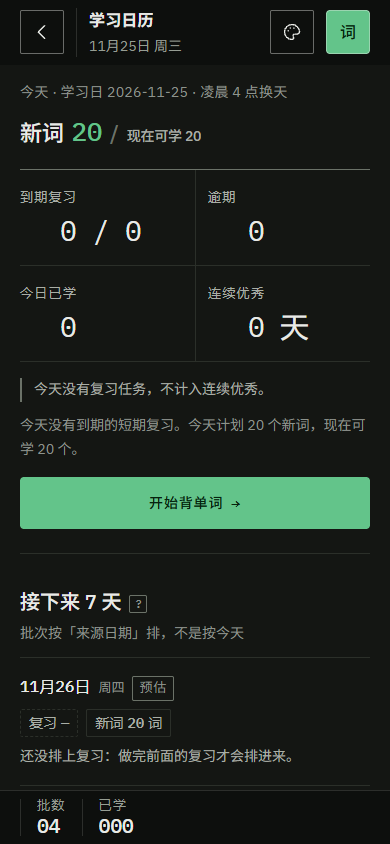 学习日历
11月25日 周三
词
今天 · 学习日 2026-11-25 · 凌晨 4 点换天
新词 20 / 现在可学 20
到期复习
0 / 0
逾期
0
今日已学
0
连续优秀
0 天
今天没有复习任务，不计入连续优秀。
今天没有到期的短期复习。今天计划 20 个新词，现在可
学 20 个。
开始背单词 →
接下来 7 天 ?
批次按「来源日期」排，不是按今天
11月26日 周四 预估
复习 — 新词 20 词
还没排上复习：做完前面的复习才会排进来。
批数
04
已学
000